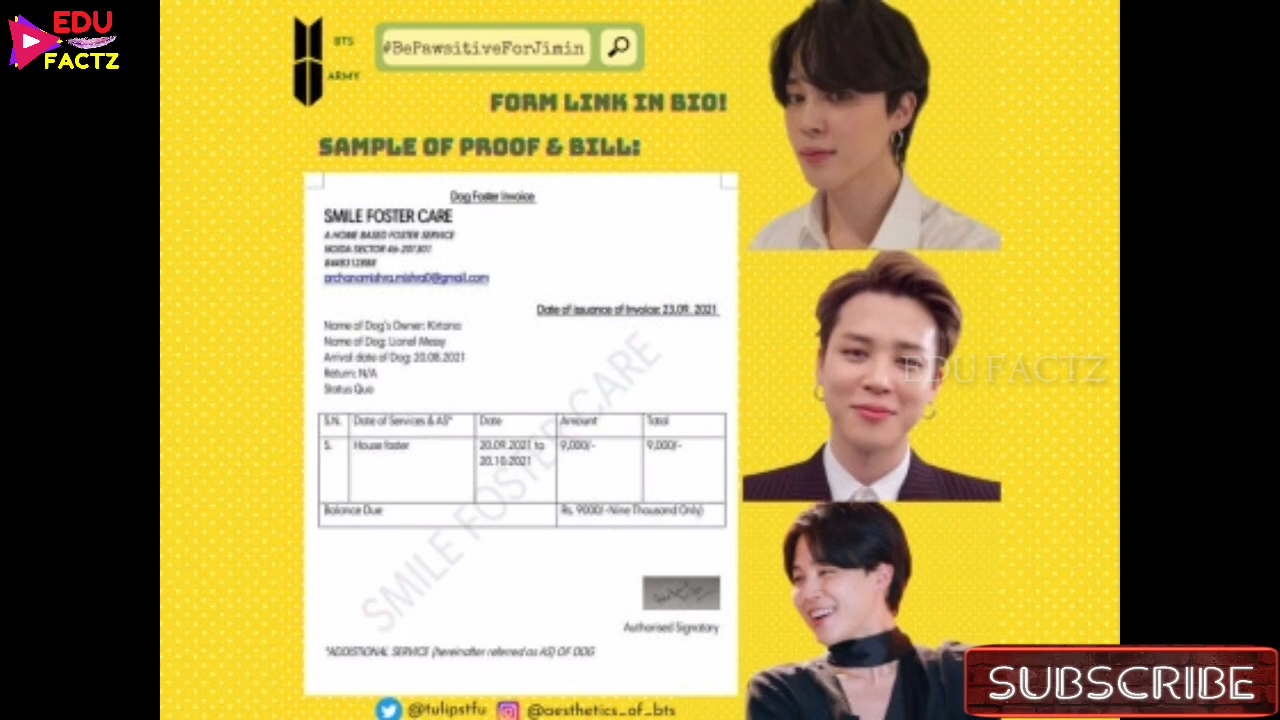 EDU
FACTZ
BTS
ARMY
#BePawsitiveForJimin
FORM LINK IN BIO!
SAMPLE OF PROOF & BILL:
Dog Foster Invoice
SMILE FOSTER CARE
A HOME BASED FOSTER SERVICE
NOIDA SECTOR 46-201301
archanamishra.mishra0@gmail.com
Date of issuance of Invoice: 23.09. 2021
Name of Dog's Owner: Kirtana
Name of Dog: Lionel Messy
Arrival date of Dog: 20.08.2021
Return: N/A
Status Quo
S.N. Date of Services & AS* Date Amount Total
5. House foster 20.09.2021 to 9,000/- 9,000/-
20.10.2021
Balance Due Rs. 9000/-Nine Thousand Only)
SMILE FOSTER CARE
Authorised Signatory
*ADDISTIONAL SERVICE (hereinafter referred as AS) OF DOG
@tulipstfu @aesthetics_of_bts
EDU FACTZ
SUBSCRIBE